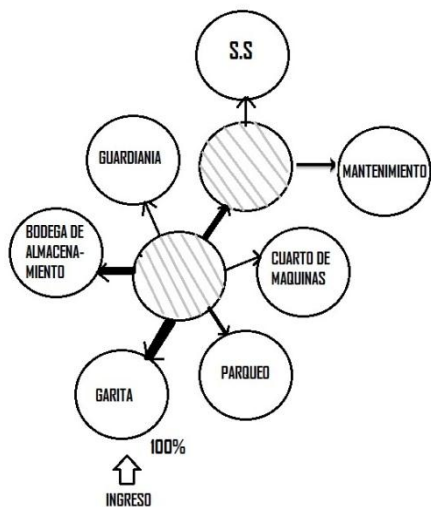 S.S
GUARDIANIA
MANTENIMIENTO
BODEGA DE
ALMACENA-
MIENTO
CUARTO DE
MAQUINAS
PARQUEO
GARITA
100%
INGRESO